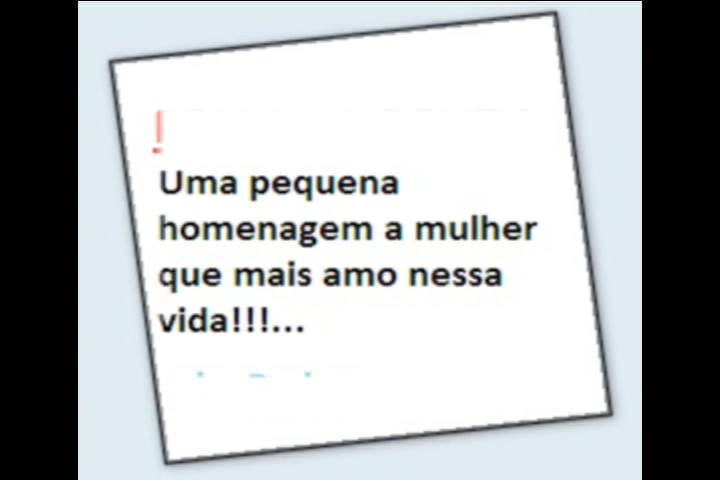 !
Uma pequena
homenagem a mulher
que mais amo nessa
vida!!!...